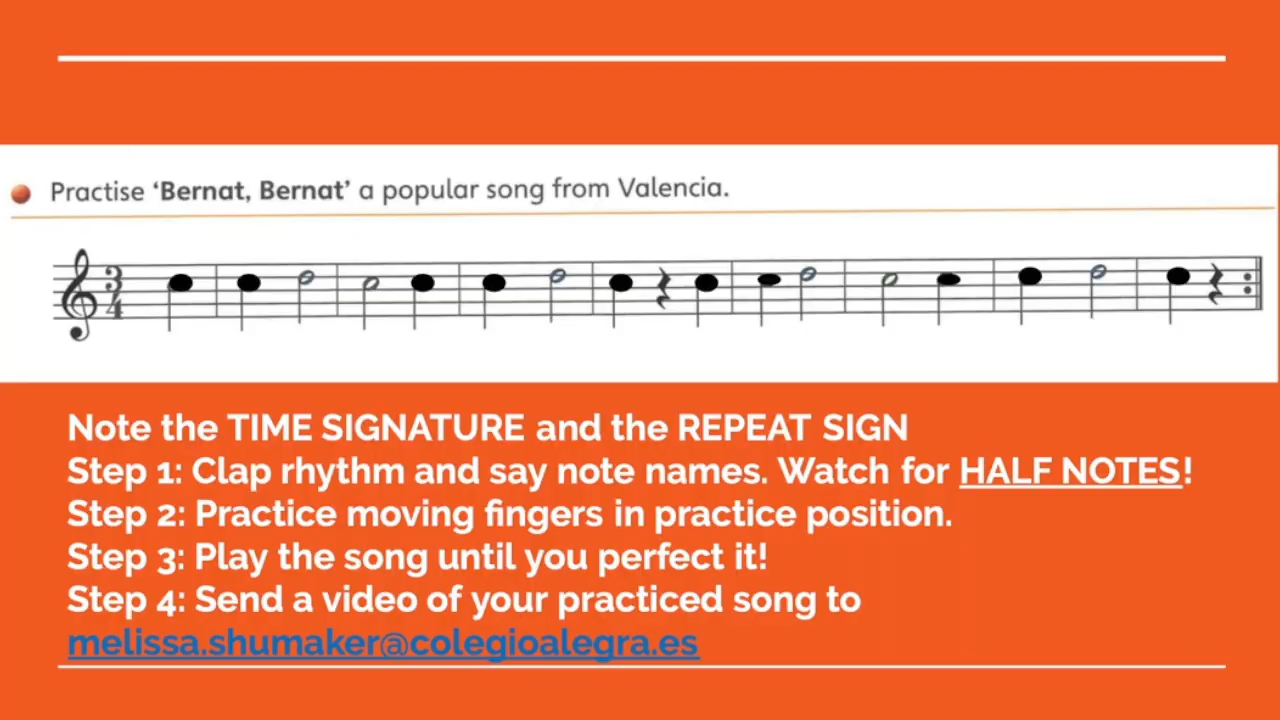 Practise ‘Bernat, Bernat’ a popular song from Valencia.
3
4
Note the TIME SIGNATURE and the REPEAT SIGN
Step 1: Clap rhythm and say note names. Watch for HALF NOTES!
Step 2: Practice moving fingers in practice position.
Step 3: Play the song until you perfect it!
Step 4: Send a video of your practiced song to
melissa.shumaker@colegioalegra.es